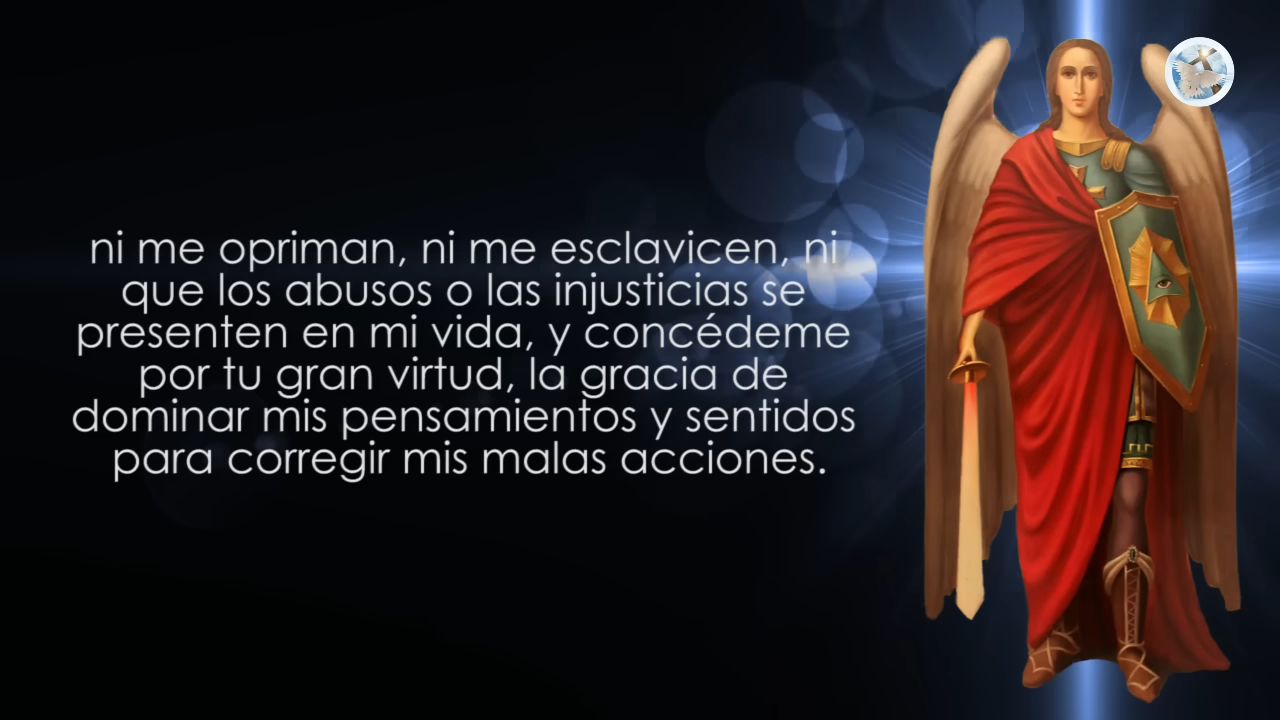 ni me opriman, ni me esclavicen, ni
que los abusos o las injusticias se
presenten en mi vida, y concédeme
por tu gran virtud, la gracia de
dominar mis pensamientos y sentidos
para corregir mis malas acciones.